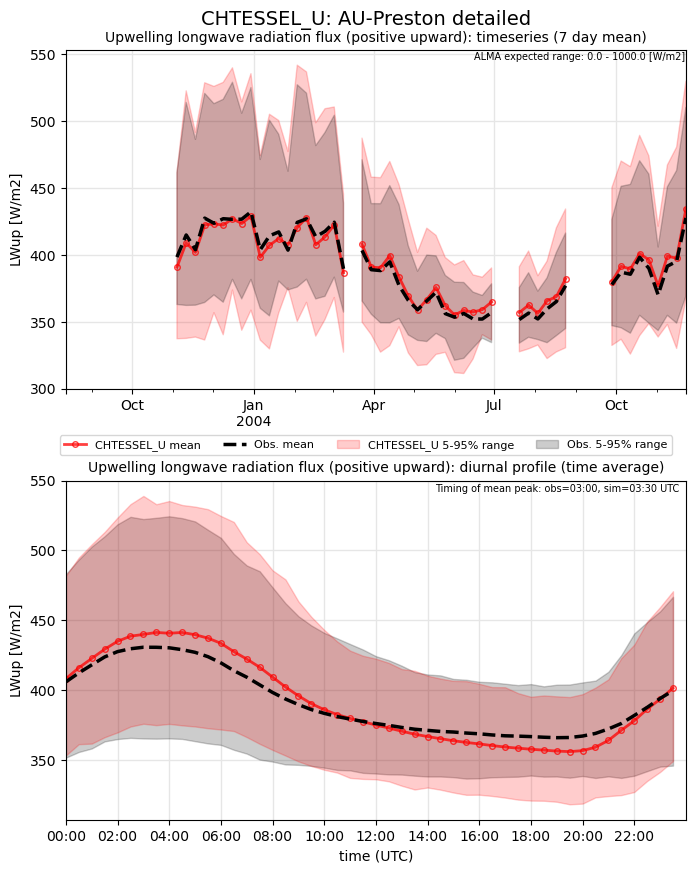 CHTESSEL_U: AU-Preston detailed
Upwelling longwave radiation flux (positive upward): timeseries (7 day mean)
ALMA expected range: 0.0 - 1000.0 [W/m2]
550
500
450
400
350
300
LWup [W/m2]
Oct
Jan
2004
Apr
Jul
Oct
CHTESSEL_U mean
Obs. mean
CHTESSEL_U 5-95% range
Obs. 5-95% range
Upwelling longwave radiation flux (positive upward): diurnal profile (time average)
Timing of mean peak: obs=03:00, sim=03:30 UTC
550
500
450
400
350
LWup [W/m2]
00:00
02:00
04:00
06:00
08:00
10:00
12:00
14:00
16:00
18:00
20:00
22:00
time (UTC)